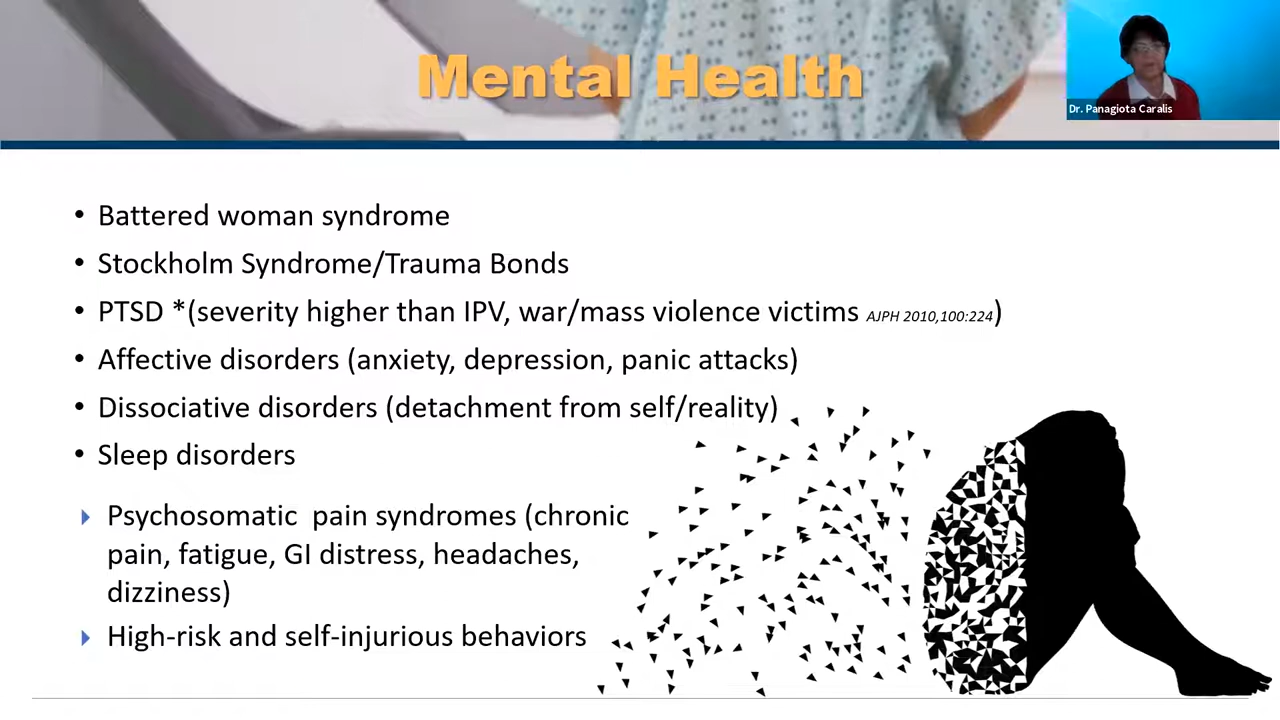 Mental Health
Dr. Panagiota Caralis
• Battered woman syndrome
• Stockholm Syndrome/Trauma Bonds
• PTSD *(severity higher than IPV, war/mass violence victims AJPH 2010,100:224)
• Affective disorders (anxiety, depression, panic attacks)
• Dissociative disorders (detachment from self/reality)
• Sleep disorders
Psychosomatic pain syndromes (chronic
pain, fatigue, GI distress, headaches,
dizziness)
High-risk and self-injurious behaviors